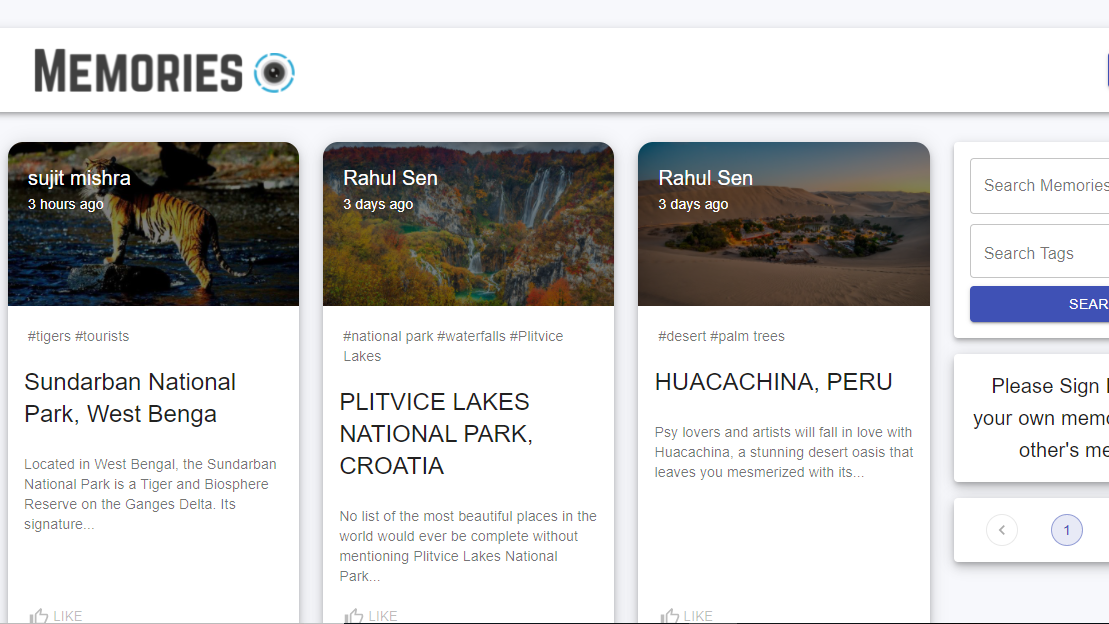 MEMORIES
sujit mishra
3 hours ago
#tigers #tourists
Sundarban National
Park, West Benga
Located in West Bengal, the Sundarban
National Park is a Tiger and Biosphere
Reserve on the Ganges Delta. Its
signature...
LIKE
Rahul Sen
3 days ago
#national park #waterfalls #Plitvice
Lakes
PLITVICE LAKES
NATIONAL PARK,
CROATIA
No list of the most beautiful places in the
world would ever be complete without
mentioning Plitvice Lakes National
Park...
LIKE
Rahul Sen
3 days ago
#desert #palm trees
HUACACHINA, PERU
Psy lovers and artists will fall in love with
Huacachina, a stunning desert oasis that
leaves you mesmerized with its...
LIKE
Search Memories
Search Tags
SEAR
Please Sign
your own memo
other's me
1